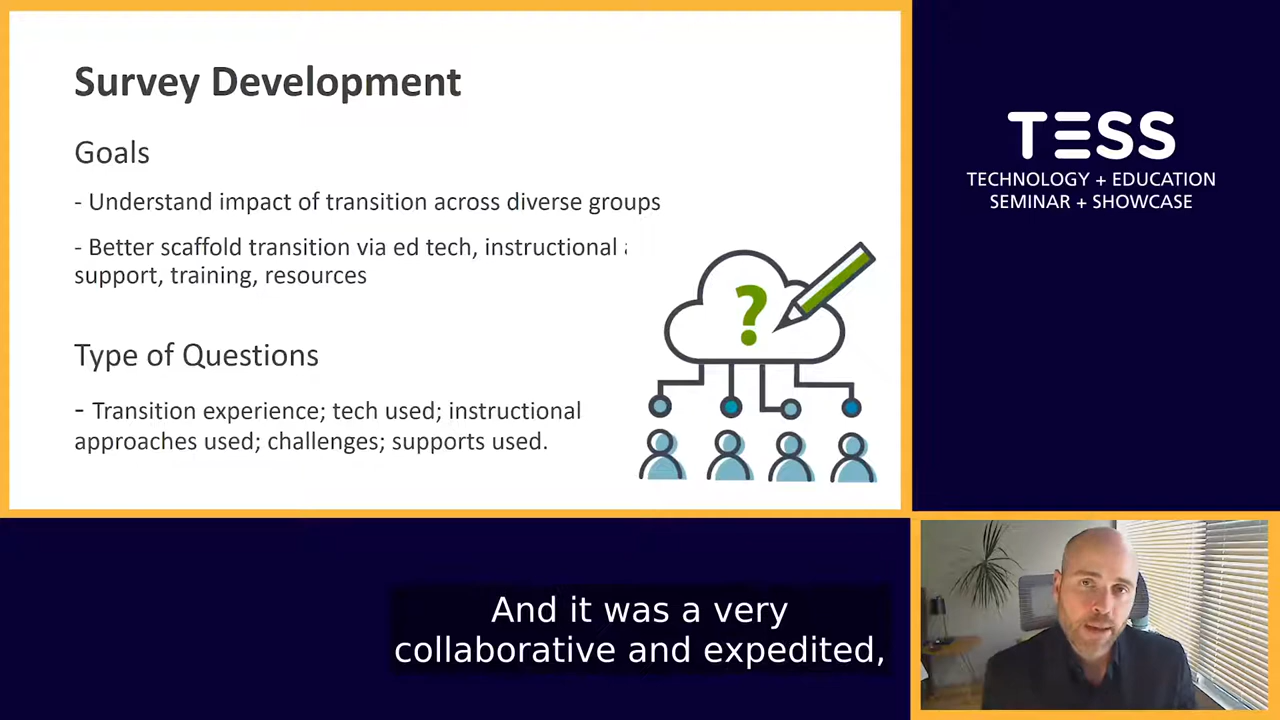 Survey Development
Goals
- Understand impact of transition across diverse groups
- Better scaffold transition via ed tech, instructional
support, training, resources
Type of Questions
- Transition experience; tech used; instructional
approaches used; challenges; supports used.
?
TESS
TECHNOLOGY + EDUCATION
SEMINAR + SHOWCASE
And it was a very
collaborative and expedited,